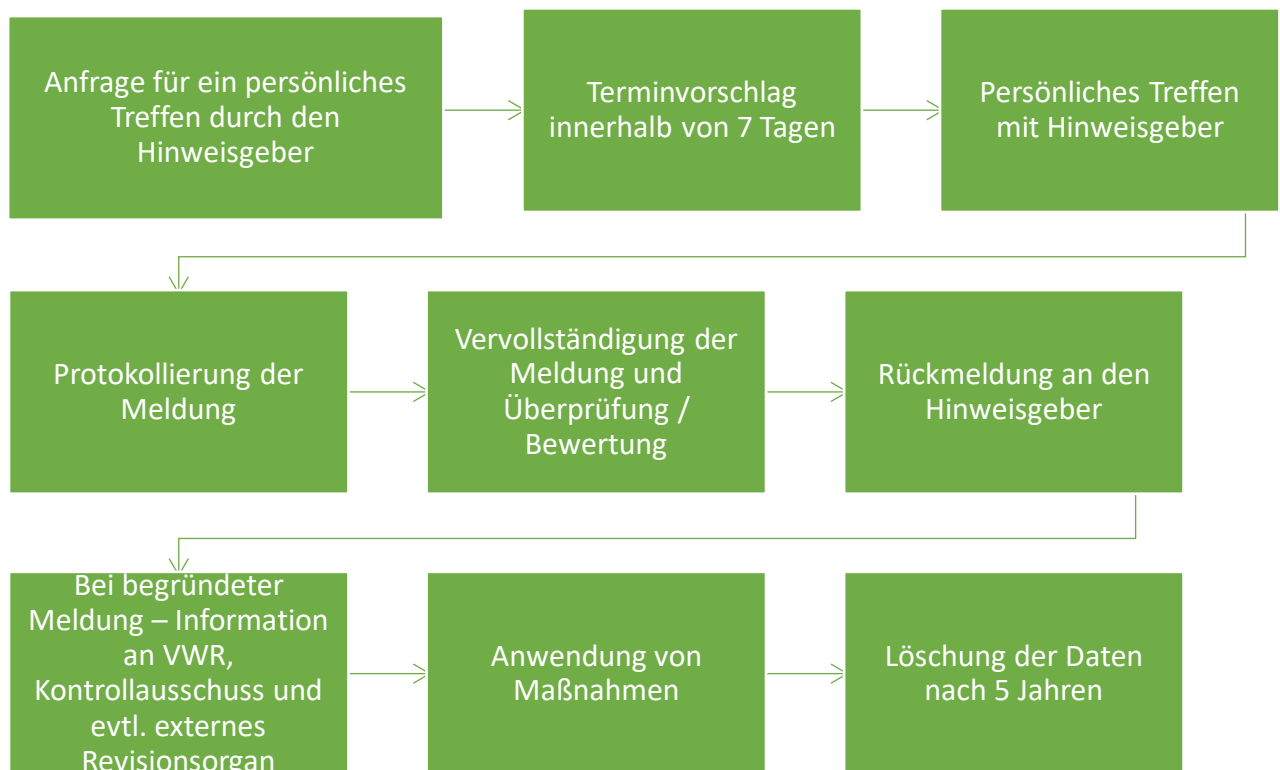 Anfrage für ein persönliches
Treffen durch den
Hinweisgeber
Terminvorschlag
innerhalb von 7 Tagen
Persönliches Treffen
mit Hinweisgeber
Protokollierung der
Meldung
Vervollständigung der
Meldung und
Überprüfung /
Bewertung
Rückmeldung an den
Hinweisgeber
Bei begründeter
Meldung – Information
an VWR,
Kontrollausschuss und
evtl. externes
Revisionsorgan
Anwendung von
Maßnahmen
Löschung der Daten
nach 5 Jahren